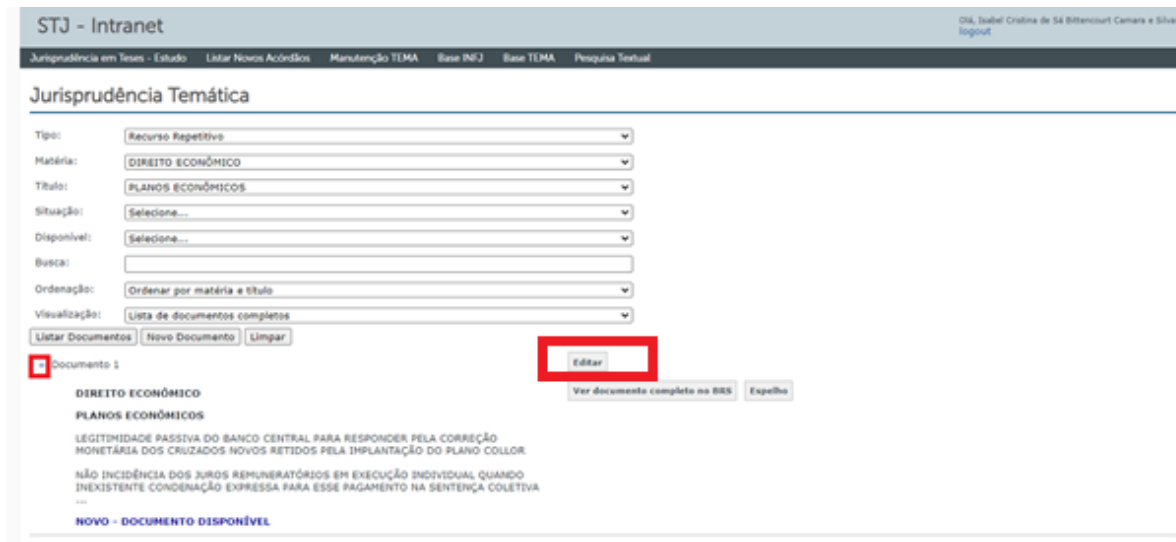 STJ - Intranet
Olá, Isabel Cristina de Sá Bittencourt Camara e Silva
logout
Jurisprudência em Teses - Estudo Listar Novos Acórdãos Manutenção TEMA Base INFJ Base TEMA Pesquisa Textual
Jurisprudência Temática
Tipo: Recurso Repetitivo
Matéria: DIREITO ECONÔMICO
Título: PLANOS ECONÔMICOS
Situação: Selecione...
Disponível: Selecione...
Busca:
Ordenação: Ordenar por matéria e título
Visualização: Lista de documentos completos
Listar Documentos Novo Documento Limpar
Documento 1 Editar
DIREITO ECONÔMICO Ver documento completo no BRS Espelho
PLANOS ECONÔMICOS
LEGITIMIDADE PASSIVA DO BANCO CENTRAL PARA RESPONDER PELA CORREÇÃO
MONETÁRIA DOS CRUZADOS NOVOS RETIDOS PELA IMPLANTAÇÃO DO PLANO COLLOR
NÃO INCIDÊNCIA DOS JUROS REMUNERATÓRIOS EM EXECUÇÃO INDIVIDUAL QUANDO
INEXISTENTE CONDENAÇÃO EXPRESSA PARA ESSE PAGAMENTO NA SENTENÇA COLETIVA
...
NOVO - DOCUMENTO DISPONÍVEL